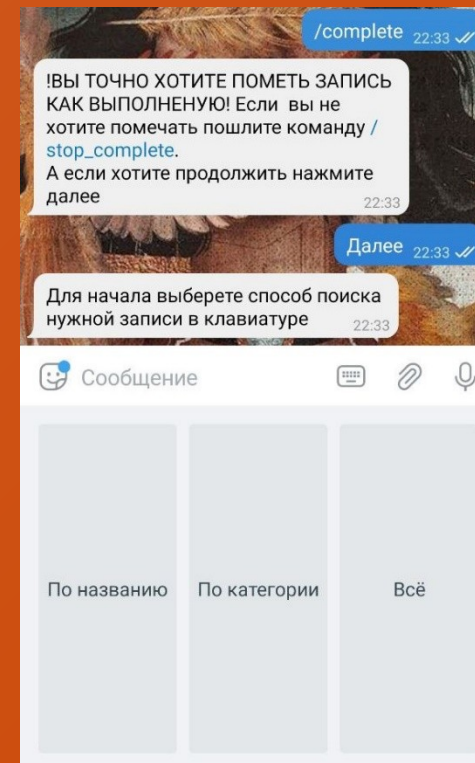 /complete 22:33
!ВЫ ТОЧНО ХОТИТЕ ПОМЕТЬ ЗАПИСЬ
КАК ВЫПОЛНЕНУЮ! Если вы не
хотите помечать пошлите команду /
stop_complete.
А если хотите продолжить нажмите
далее 22:33
Далее 22:33
Для начала выберете способ поиска
нужной записи в клавиатуре 22:33
Сообщение
По названию По категории Всё